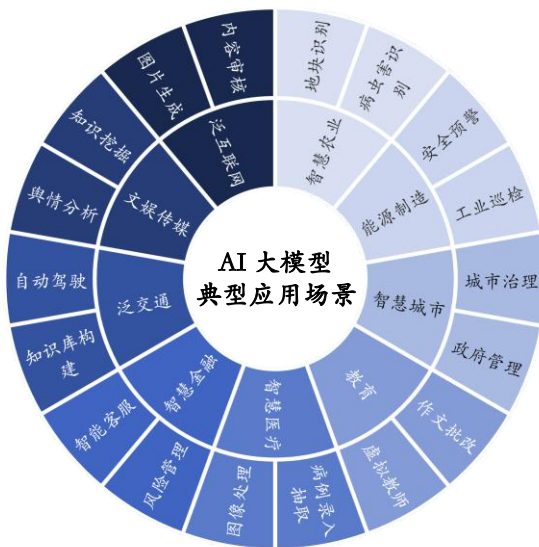 AI 大模型
典型应用场景
智慧农业
地块识别
病虫害识
别
能源制造
安全预警
工业巡检
智慧城市
城市治理
政府管理
教育
作文批改
虚拟教师
智慧医疗
病例录入
抽取
图像处理
智慧金融
风险管理
智能客服
泛交通
知识库构
建
自动驾驶
文娱传媒
舆情分析
知识挖掘
泛互联网
图片生成
内容审核